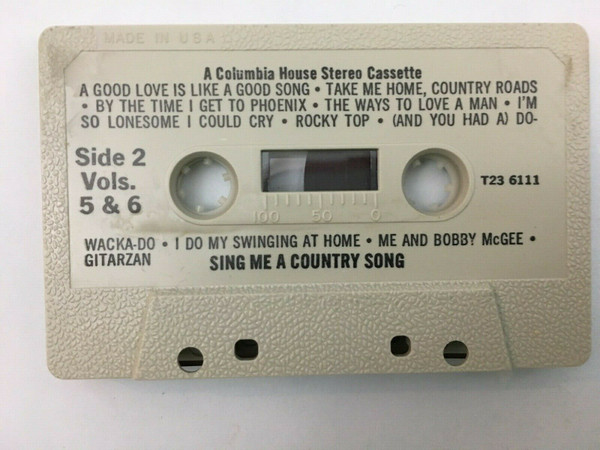 MADE IN USA
A Columbia House Stereo Cassette
A GOOD LOVE IS LIKE A GOOD SONG • TAKE ME HOME, COUNTRY ROADS
• BY THE TIME I GET TO PHOENIX • THE WAYS TO LOVE A MAN • I'M
SO LONESOME I COULD CRY • ROCKY TOP • (AND YOU HAD A) DO-
Side 2
Vols.
5 & 6
T23 6111
100 50 0
WACKA-DO • I DO MY SWINGING AT HOME • ME AND BOBBY McGEE •
GITARZAN SING ME A COUNTRY SONG